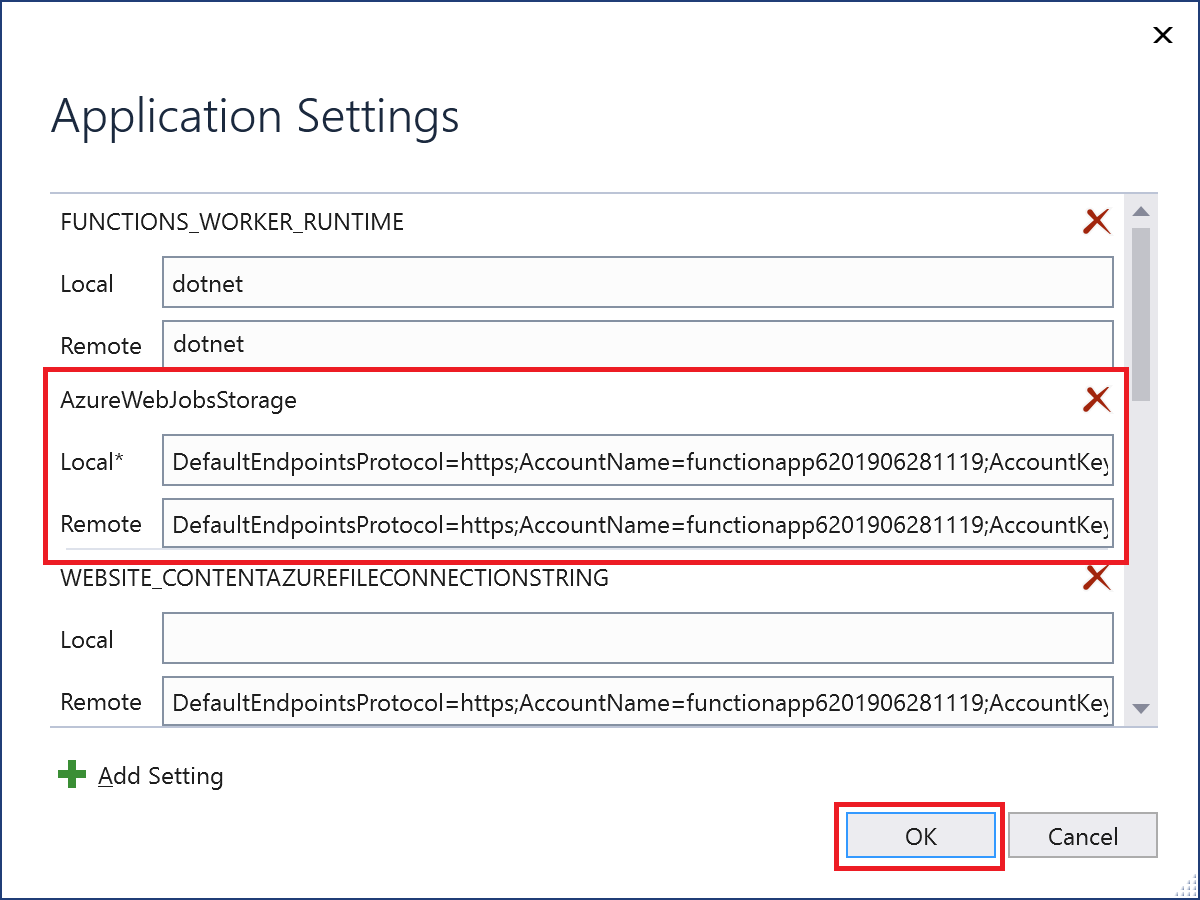 Application Settings
FUNCTIONS_WORKER_RUNTIME
Local dotnet
Remote dotnet
AzureWebJobsStorage
Local* DefaultEndpointsProtocol=https;AccountName=functionapp6201906281119;AccountKey
Remote DefaultEndpointsProtocol=https;AccountName=functionapp6201906281119;AccountKey
WEBSITE_CONTENTAZUREFILECONNECTIONSTRING
Local
Remote DefaultEndpointsProtocol=https;AccountName=functionapp6201906281119;AccountKey
Add Setting
OK Cancel